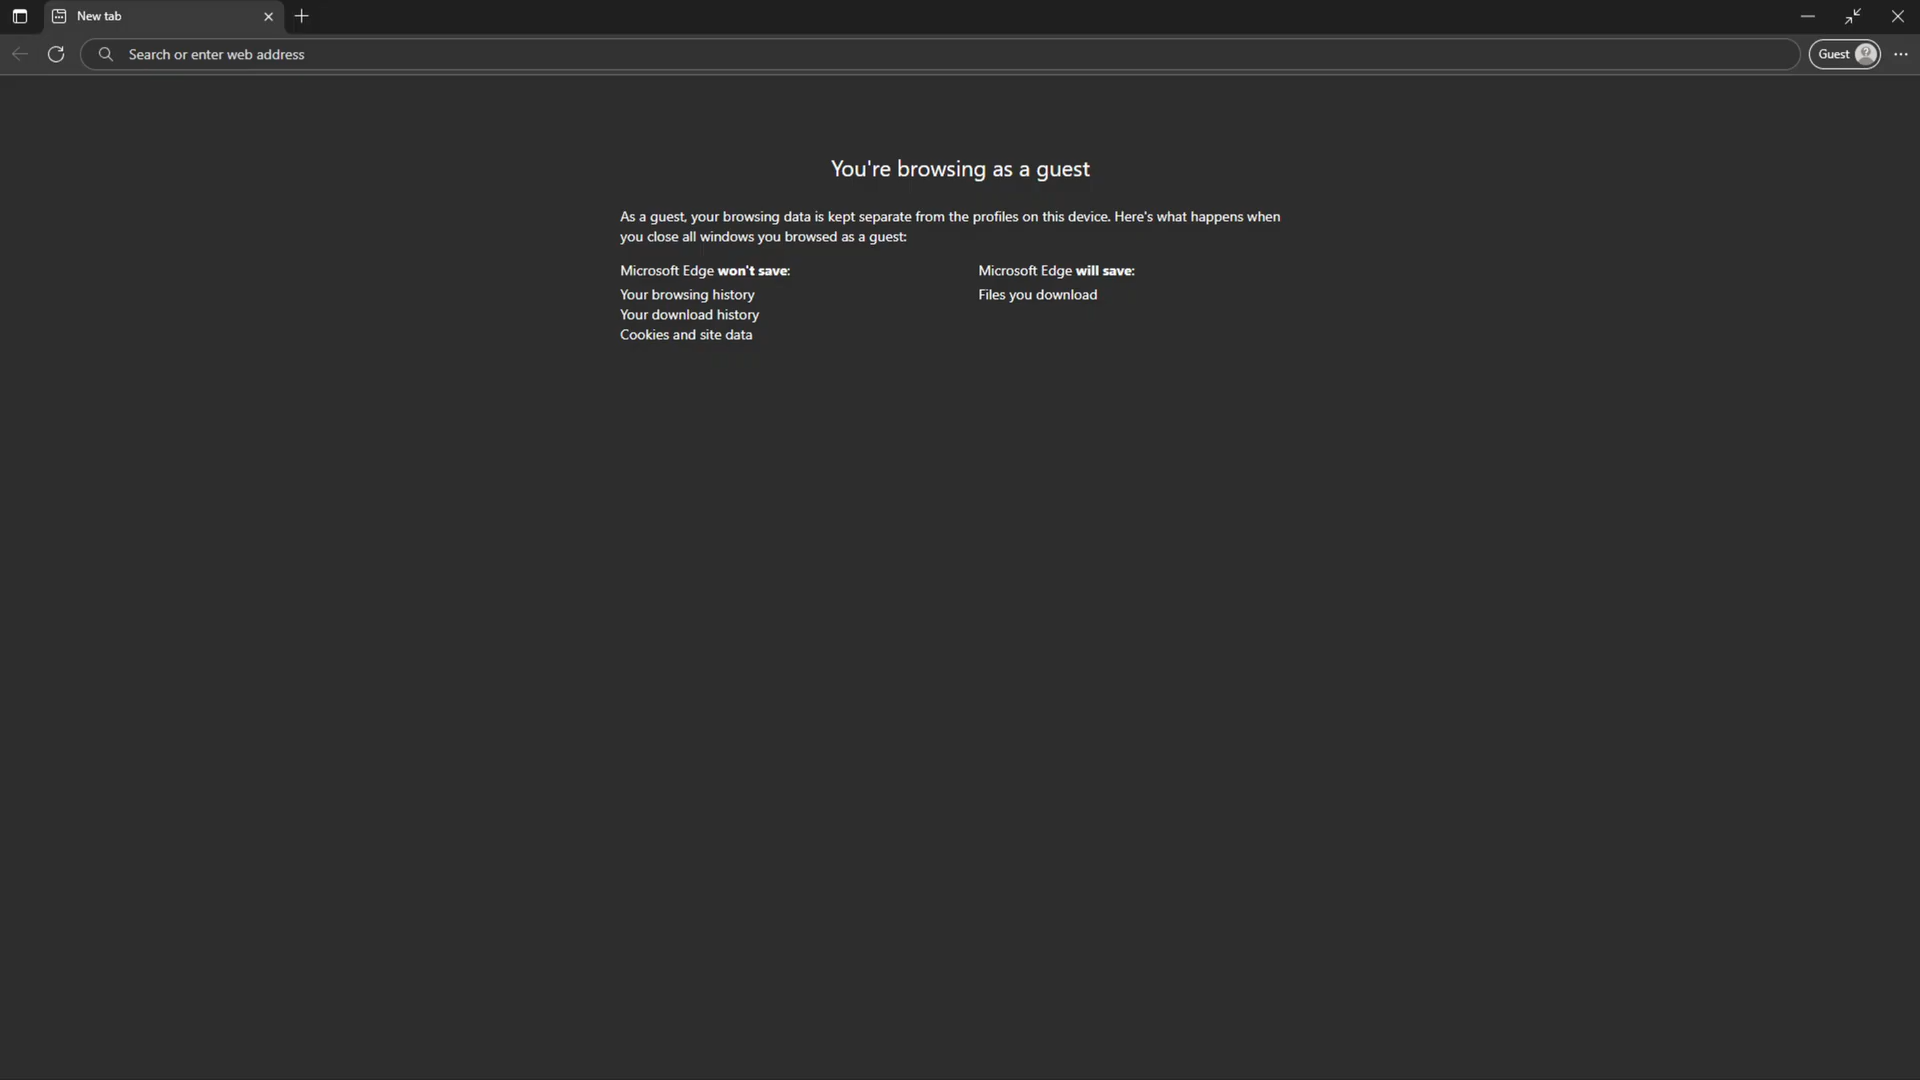 New tab
Search or enter web address
Guest
You're browsing as a guest
As a guest, your browsing data is kept separate from the profiles on this device. Here's what happens when
you close all windows you browsed as a guest:
Microsoft Edge won't save:
Your browsing history
Your download history
Cookies and site data
Microsoft Edge will save:
Files you download